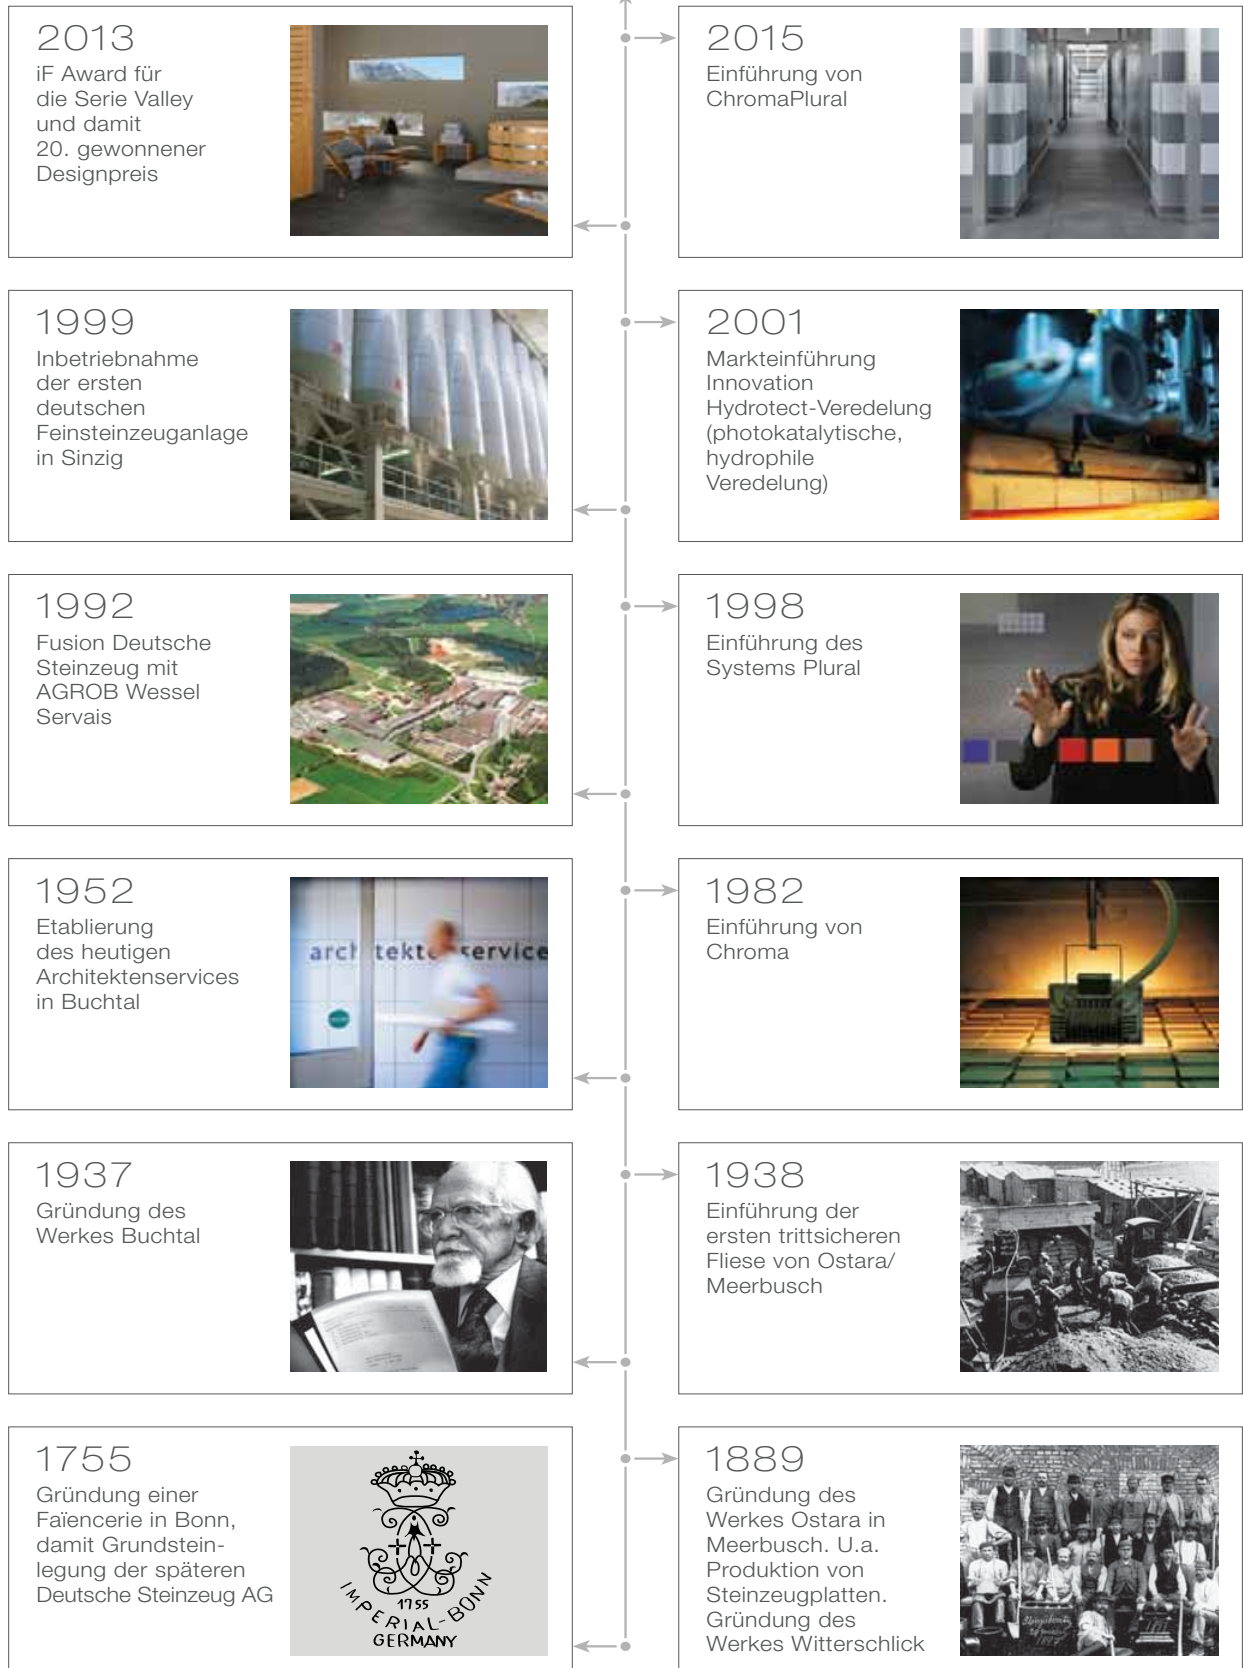 2013
iF Award für
die Serie Valley
und damit
20. gewonnener
Designpreis
2015
Einführung von
ChromaPlural
1999
Inbetriebnahme
der ersten
deutschen
Feinsteinzeuganlage
in Sinzig
2001
Markteinführung
Innovation
Hydrotect-Veredelung
(photokatalytische,
hydrophile
Veredelung)
1992
Fusion Deutsche
Steinzeug mit
AGROB Wessel
Servais
1998
Einführung des
Systems Plural
1952
Etablierung
des heutigen
Architektenservices
in Buchtal
arch tekte service
1982
Einführung von
Chroma
1937
Gründung des
Werkes Buchtal
1938
Einführung der
ersten trittsicheren
Fliese von Ostara/
Meerbusch
1755
Gründung einer
Faïencerie in Bonn,
damit Grundstein-
legung der späteren
Deutsche Steinzeug AG
1755
IMPERIAL-BONN
GERMANY
1889
Gründung des
Werkes Ostara in
Meerbusch. U.a.
Produktion von
Steinzeugplatten.
Gründung des
Werkes Witterschlick